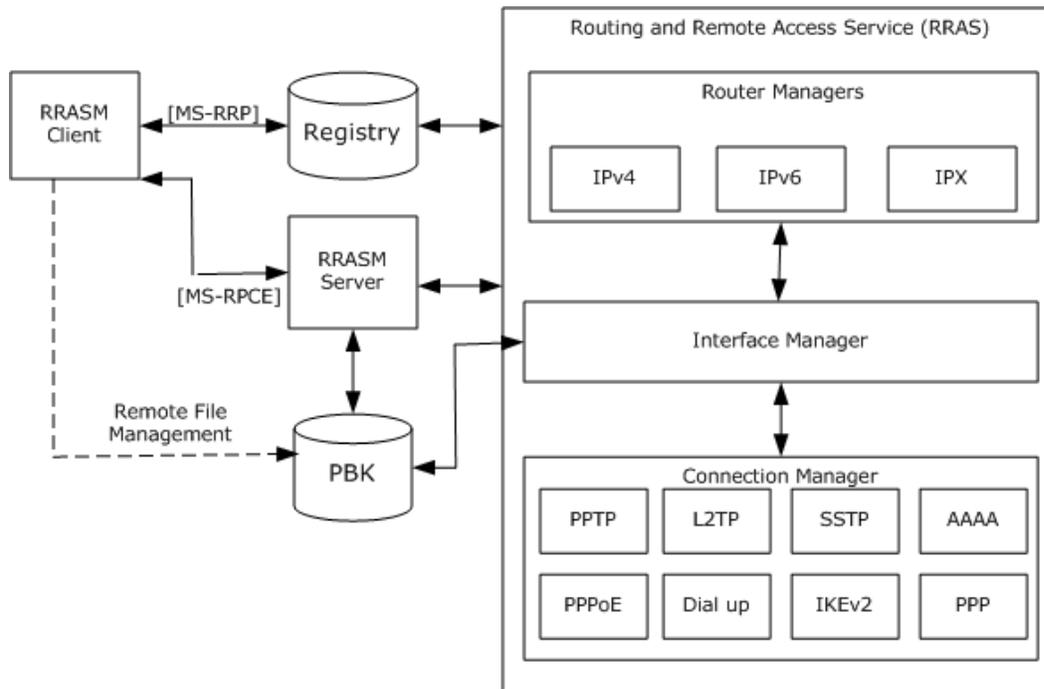 Routing and Remote Access Service (RRAS)
Router Managers
IPv4
IPv6
IPX
RRASM
Client
[MS-RRP]
Registry
RRASM
Server
[MS-RPCE]
Interface Manager
Remote File
Management
PBK
Connection Manager
PPTP
L2TP
SSTP
AAAA
PPPoE
Dial up
IKEv2
PPP